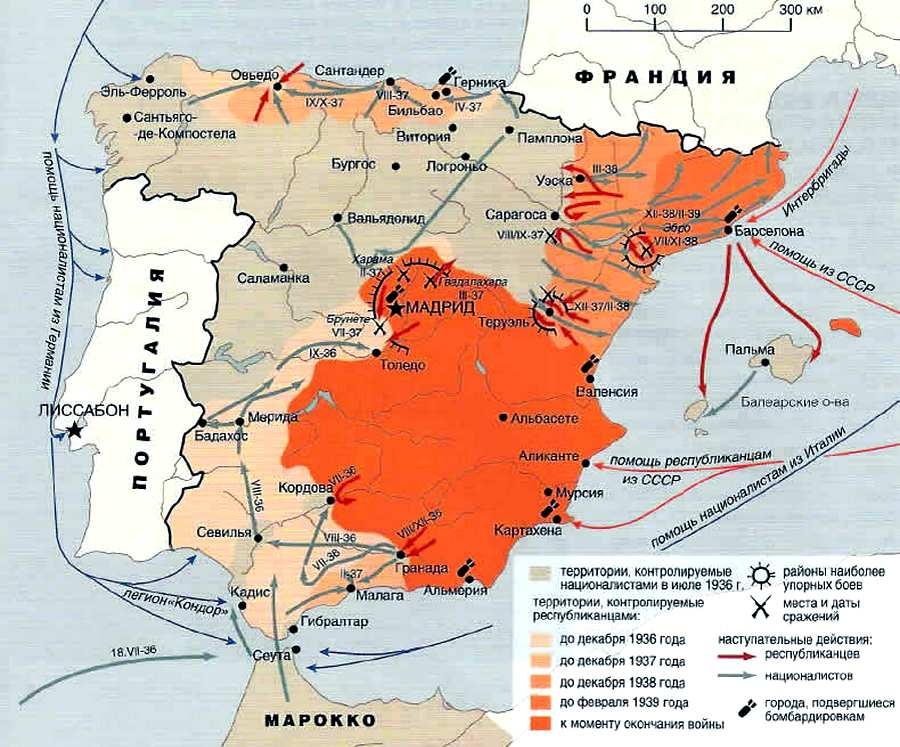 0 100 200 300 км
ФРАНЦИЯ
Овьедо
Сантандер
Герника
Эль-Ферроль
VIII-37
IX/X-37
Бильбао
IV-37
Сантьяго-
де-Компостела
Витория
Памплона
Бургос
Логроньо
Уэска
III-38
Интербригады
помощь националистам из Германии
Вальядолид
Сарагоса
XII-38/II-39
Эбро
VIII/IX-37
VII/XI-38
Барселона
помощь из СССР
Харама
II-37
Гвадалахара
III-37
Саламанка
МАДРИД
XII-37/II-38
Брунете
VII-37
Теруэль
ПОРТУГАЛИЯ
IX-36
Толедо
Пальма
Валенсия
Балеарские о-ва
ЛИССАБОН
Мерида
Бадахос
Альбасете
Аликанте
помощь республиканцам
из СССР
помощь националистам из Италии
VIII-36
Кордова
VII-36
Мурсия
Картахена
Севилья
VIII-36
VIII/XII-36
VII-36
Гранада
II-37
Альмерия
Кадис
Малага
легион «Кондор»
Гибралтар
18.VII-36
Сеута
МАРОККО
территории, контролируемые
националистами в июле 1936 г.
территории, контролируемые
республиканцами:
до декабря 1936 года
до декабря 1937 года
до декабря 1938 года
до февраля 1939 года
к моменту окончания войны
районы наиболее
упорных боев
места и даты
сражений
наступательные действия:
республиканцев
националистов
города, подвергшиеся
бомбардировкам